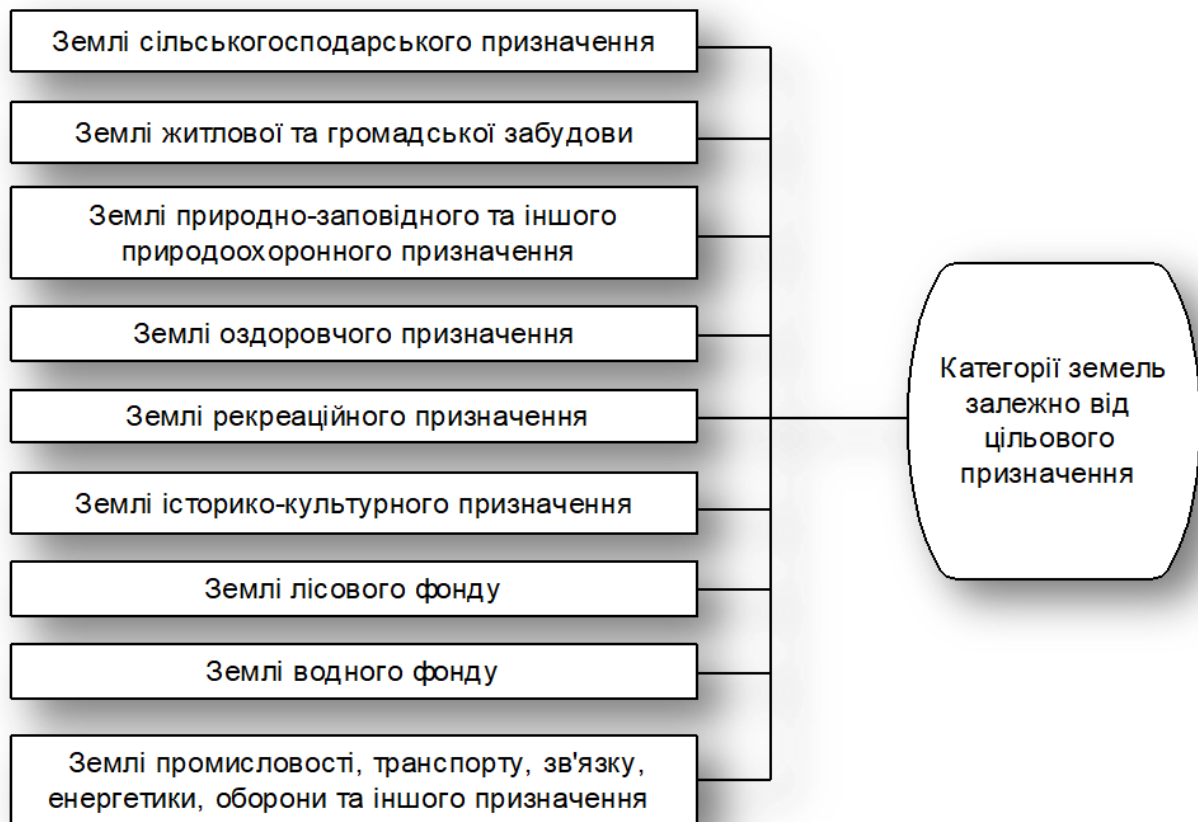 Землі сільськогосподарського призначення
Землі житлової та громадської забудови
Землі природно-заповідного та іншого
природоохоронного призначення
Землі оздоровчого призначення
Землі рекреаційного призначення
Землі історико-культурного призначення
Землі лісового фонду
Землі водного фонду
Землі промисловості, транспорту, зв'язку,
енергетики, оборони та іншого призначення
Категорії земель
залежно від
цільового
призначення